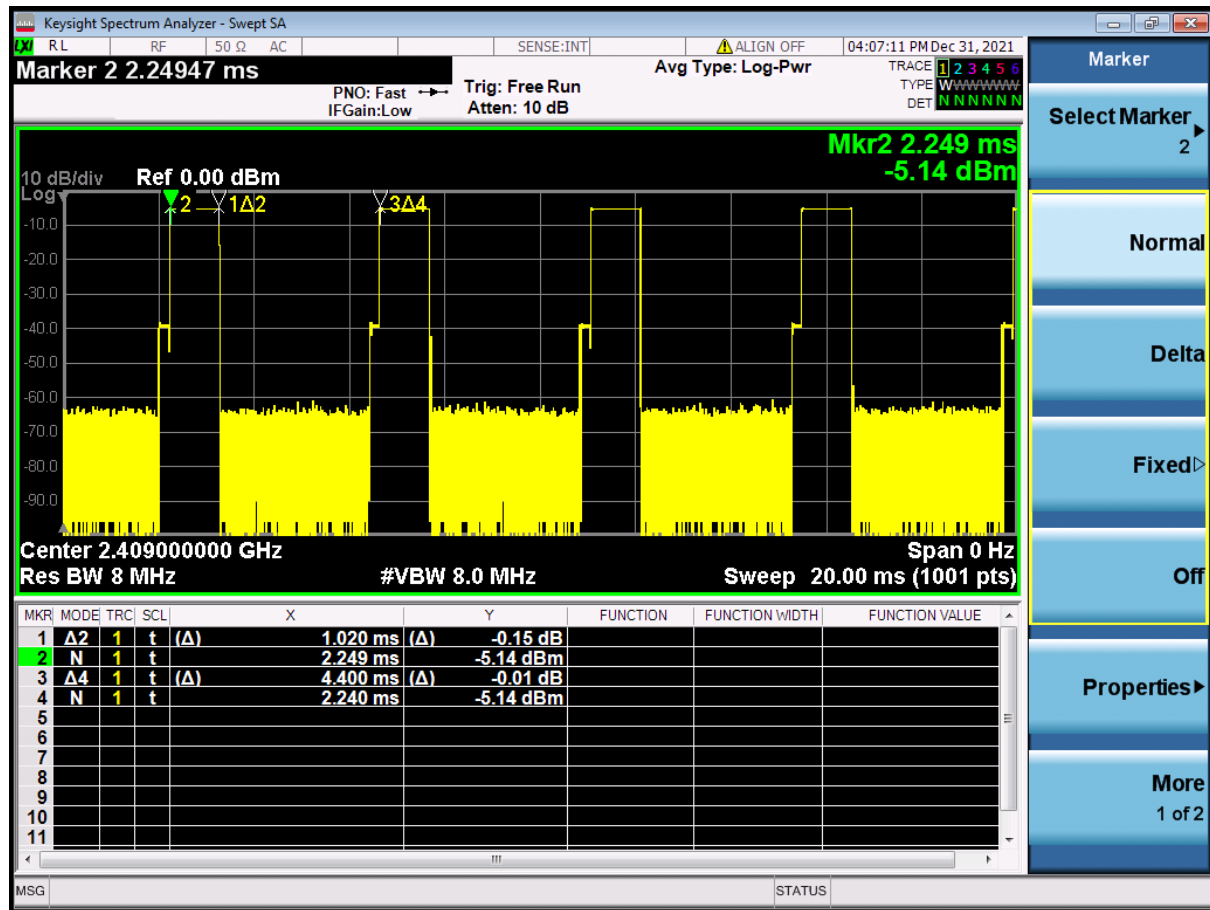 Keysight Spectrum Analyzer - Swept SA
LXI RL RF 50 Ω AC SENSE:INT ALIGN OFF 04:07:11 PM Dec 31, 2021
Marker 2 2.24947 ms
PNO: Fast
IFGain:Low
Trig: Free Run
Atten: 10 dB
Avg Type: Log-Pwr
TRACE 1 2 3 4 5 6
TYPE WWWWWW
DET N N N N N N
Mkr2 2.249 ms
-5.14 dBm
10 dB/div Ref 0.00 dBm
Log
2 1Δ2 3Δ4
-10.0
-20.0
-30.0
-40.0
-50.0
-60.0
-70.0
-80.0
-90.0
Center 2.409000000 GHz Span 0 Hz
Res BW 8 MHz #VBW 8.0 MHz Sweep 20.00 ms (1001 pts)
MKR MODE TRC SCL X Y FUNCTION FUNCTION WIDTH FUNCTION VALUE
1 Δ2 1 t (Δ) 1.020 ms (Δ) -0.15 dB
2 N 1 t 2.249 ms -5.14 dBm
3 Δ4 1 t (Δ) 4.400 ms (Δ) -0.01 dB
4 N 1 t 2.240 ms -5.14 dBm
5
6
7
8
9
10
11
MSG STATUS
Marker
Select Marker
2
Normal
Delta
Fixed
Off
Properties
More
1 of 2